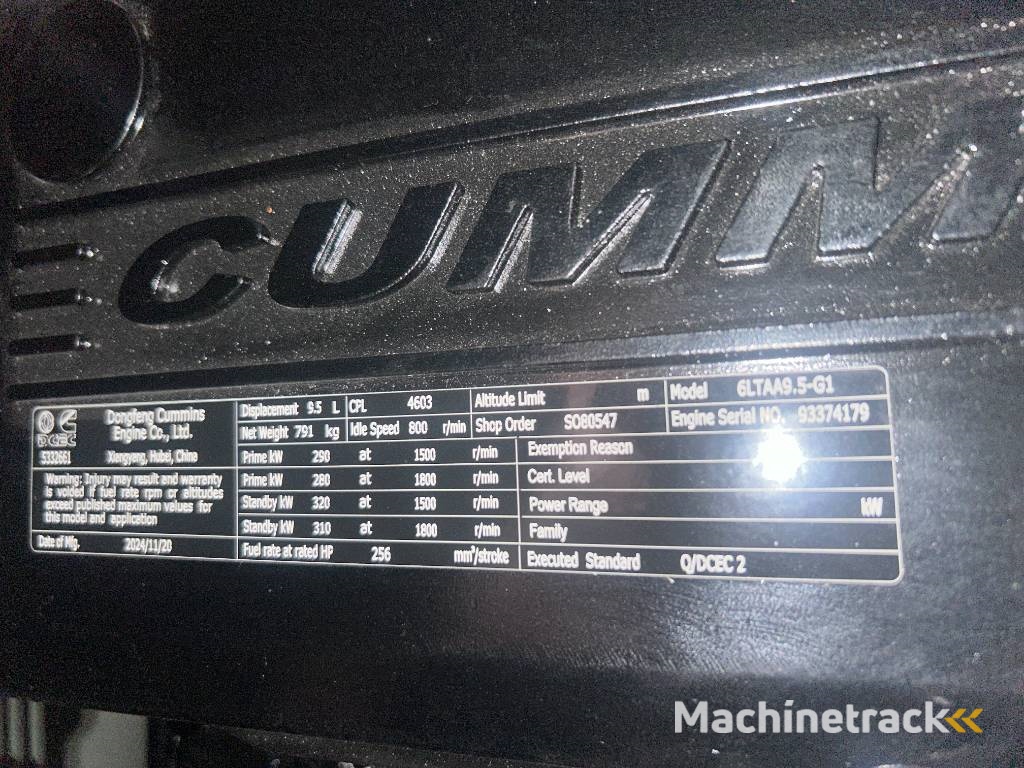 CUMM
DCEC
5332661
Dongfeng Cummins
Engine Co., Ltd.
Xiangyang, Hubei, China
Warning: Injury may result and warranty
is voided if fuel rate rpm or altitudes
exceed published maximum values for
this model and application
Date of Mfg. 2024/11/20
Displacement 9.5 L CPL 4603
Net Weight 791 kg Idle Speed 800 r/min
Prime kW 290 at 1500 r/min
Prime kW 280 at 1800 r/min
Standby kW 320 at 1500 r/min
Standby kW 310 at 1800 r/min
Fuel rate at rated HP 256 mm³/stroke
Altitude Limit m Model 6LTAA9.5-G1
Shop Order SO80547 Engine Serial NO. 93374179
Exemption Reason
Cert. Level
Power Range kW
Family
Executed Standard Q/DCEC 2
Machinetrack